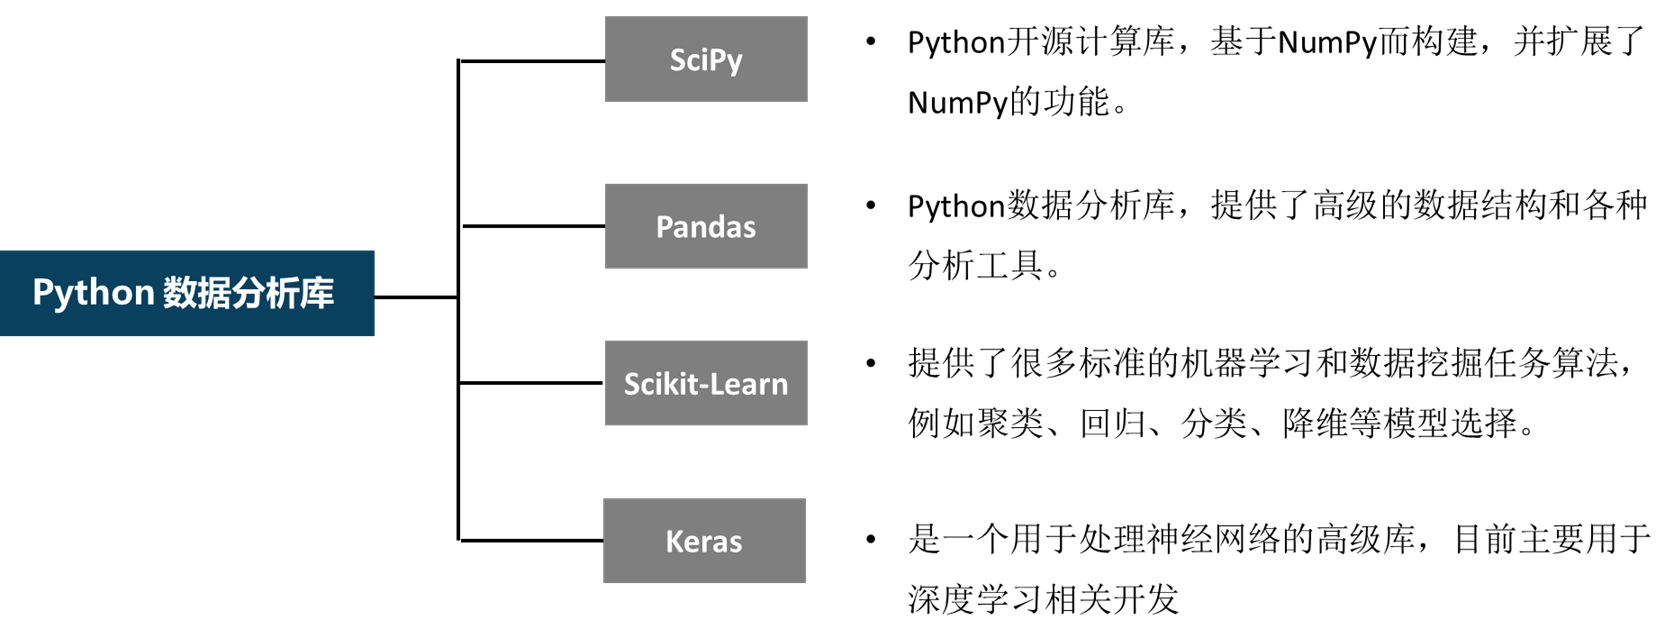 Python 数据分析库
SciPy
• Python开源计算库，基于NumPy而构建，并扩展了
NumPy的功能。
Pandas
• Python数据分析库，提供了高级的数据结构和各种
分析工具。
Scikit-Learn
• 提供了很多标准的机器学习和数据挖掘任务算法，
例如聚类、回归、分类、降维等模型选择。
Keras
• 是一个用于处理神经网络的高级库，目前主要用于
深度学习相关开发